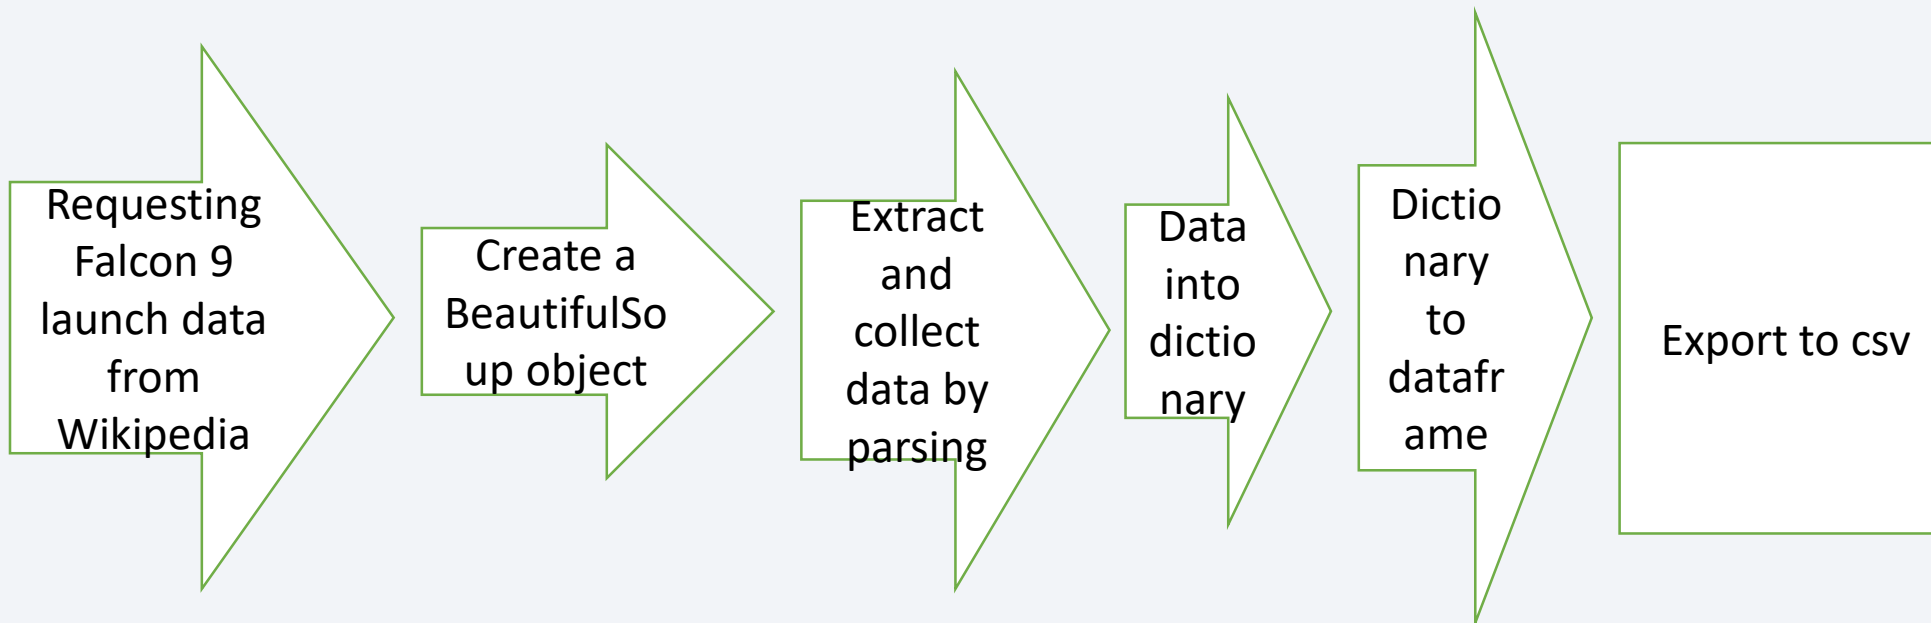 Requesting
Falcon 9
launch data
from
Wikipedia
Create a
BeautifulSo
up object
Extract
and
collect
data by
parsing
Data
into
dictio
nary
Dictio
nary
to
datafr
ame
Export to csv